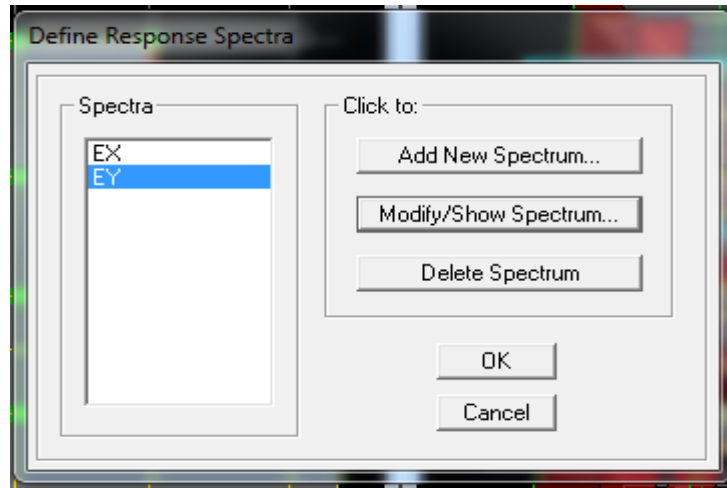 Define Response Spectra
Spectra
EX
EY
Click to:
Add New Spectrum...
Modify/Show Spectrum...
Delete Spectrum
OK
Cancel